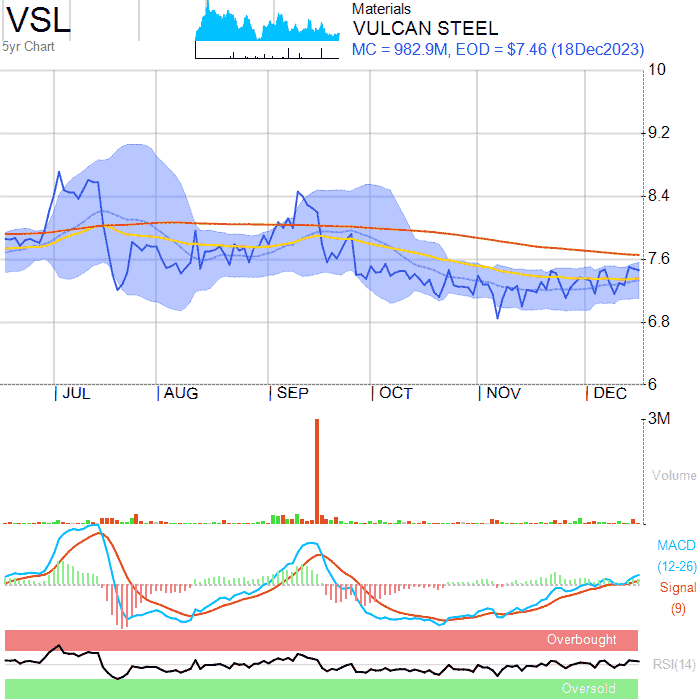 VSL
5yr Chart
Materials
VULCAN STEEL
MC = 982.9M, EOD = $7.46 (18Dec2023)
10
9.2
8.4
7.6
6.8
6
JUL AUG SEP OCT NOV DEC
3M
Volume
MACD
(12-26)
Signal
(9)
Overbought
RSI(14)
Oversold